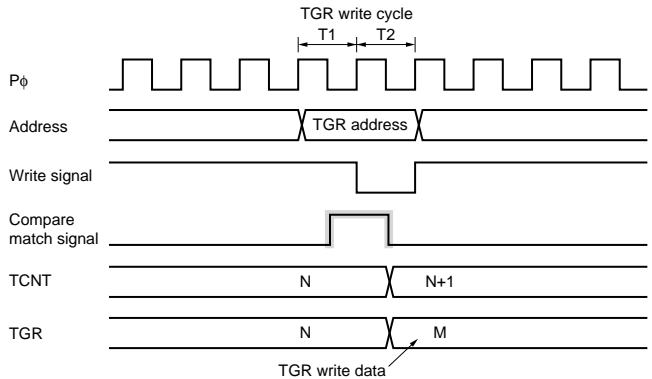 TGR write cycle
T1 T2
Pϕ
Address
TGR address
Write signal
Compare
match signal
TCNT
N
N+1
TGR
N
M
TGR write data